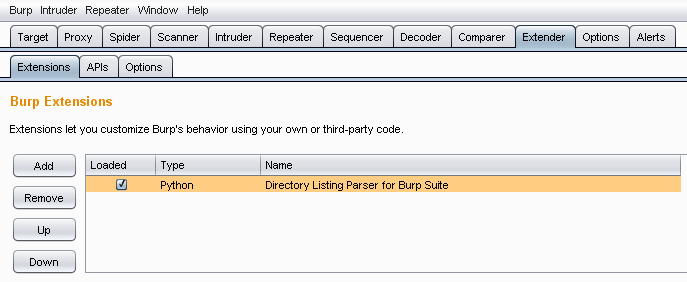 Burp Intruder Repeater Window Help
Target Proxy Spider Scanner Intruder Repeater Sequencer Decoder Comparer Extender Options Alerts
Extensions APIs Options
Burp Extensions
Extensions let you customize Burp's behavior using your own or third-party code.
Add Loaded Type Name
Python Directory Listing Parser for Burp Suite
Remove
Up
Down